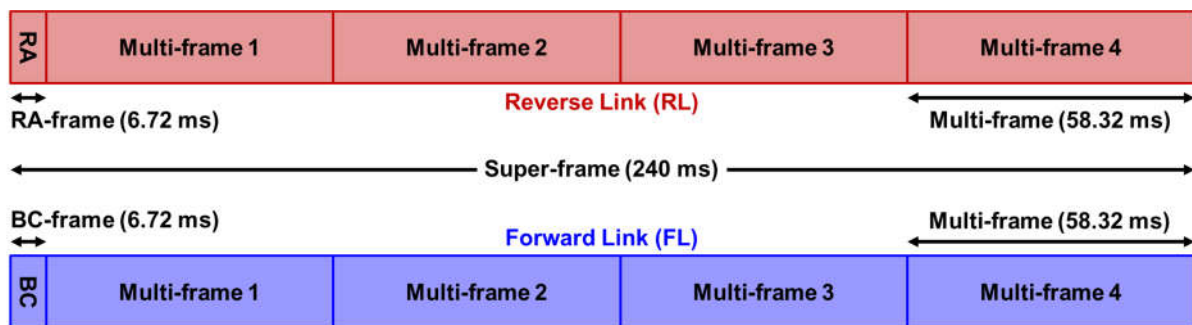 RA
Multi-frame 1
Multi-frame 2
Multi-frame 3
Multi-frame 4
Reverse Link (RL)
RA-frame (6.72 ms)
Multi-frame (58.32 ms)
Super-frame (240 ms)
BC-frame (6.72 ms)
Multi-frame (58.32 ms)
Forward Link (FL)
BC
Multi-frame 1
Multi-frame 2
Multi-frame 3
Multi-frame 4